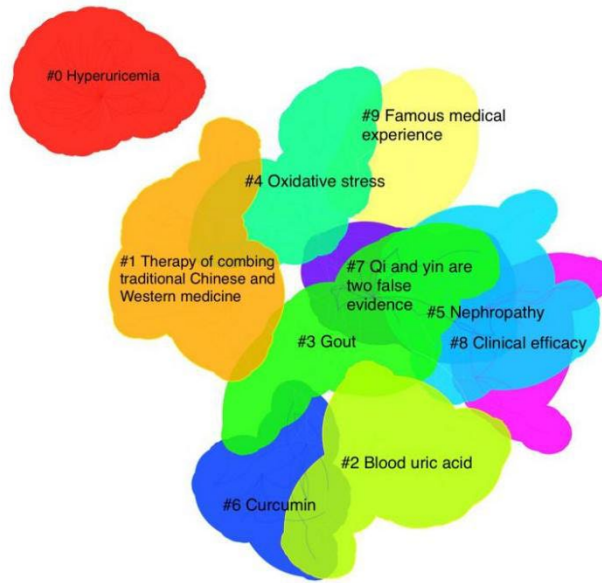 #0 Hyperuricemia
#9 Famous medical
experience
#4 Oxidative stress
#1 Therapy of combing
traditional Chinese and
Western medicine
#7 Qi and yin are
two false
evidence
#5 Nephropathy
#3 Gout
#8 Clinical efficacy
#2 Blood uric acid
#6 Curcumin